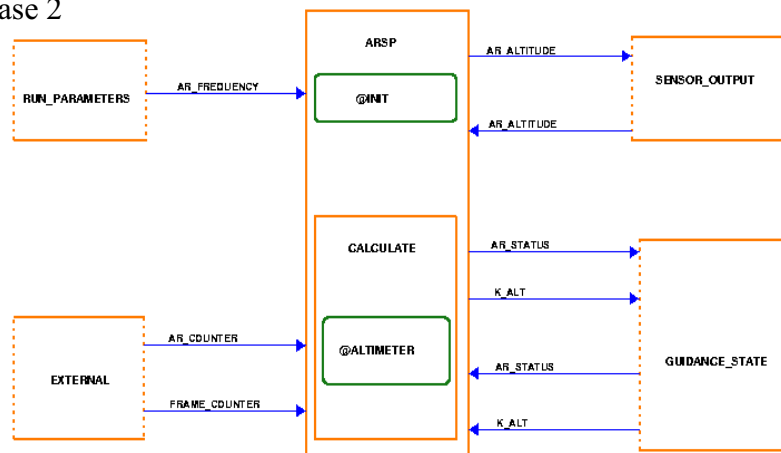 ase 2
ARSP
AR_ALTITUDE
SENSOR_OUTPUT
RUN_PARAMETERS
AR_FREQUENCY
@INIT
AR_ALTITUDE
CALCULATE
AR_STATUS
K_ALT
AR_COUNTER
@ALTIMETER
EXTERNAL
AR_STATUS
GUIDANCE_STATE
FRAME_COUNTER
K_ALT